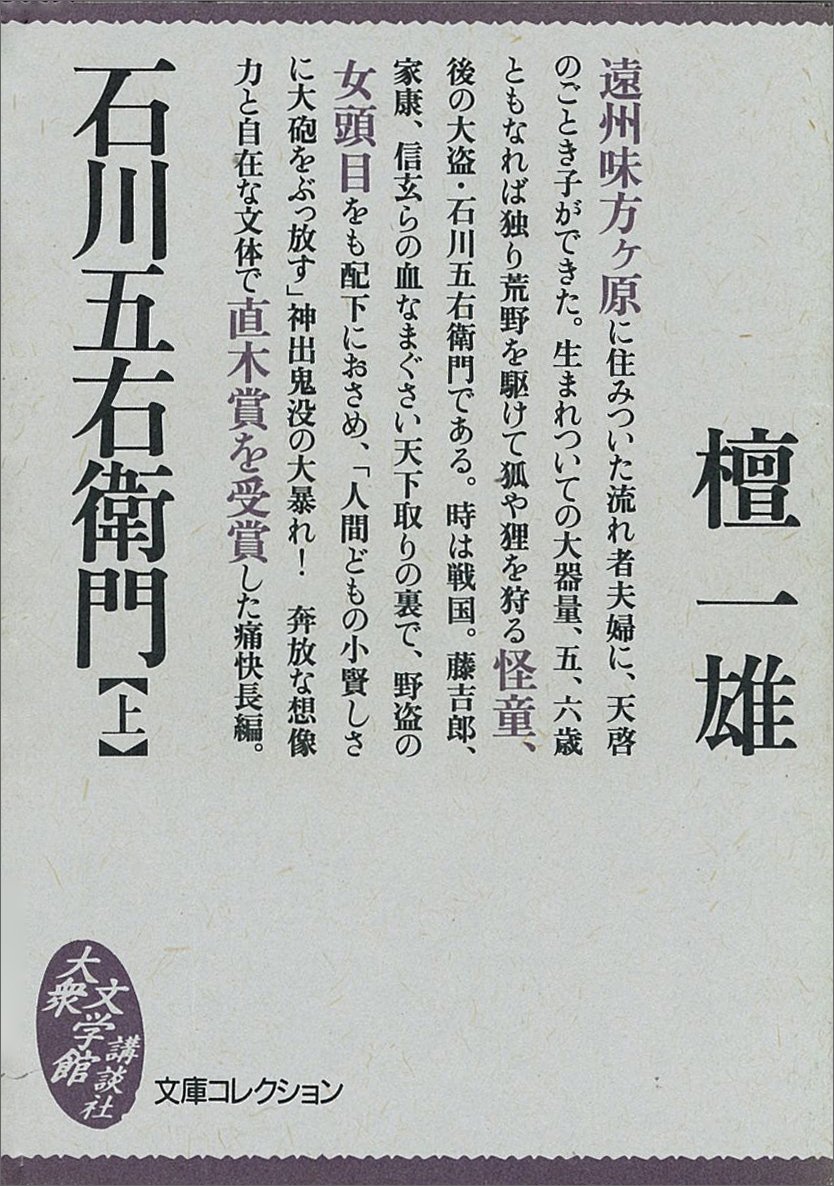 檀一雄
遠州味方ヶ原に住みついた流れ者夫婦に、天啓
のごとき子ができた。生まれついての大器量、五、六歳
ともなれば独り荒野を駆けて狐や狸を狩る怪童、
後の大盗・石川五右衛門である。時は戦国。藤吉郎、
家康、信玄らの血なまぐさい天下取りの裏で、野盗の
女頭目をも配下におさめ、「人間どもの小賢しさ
に大砲をぶっ放す」神出鬼没の大暴れ! 奔放な想像
力と自在な文体で直木賞を受賞した痛快長編。
石川五右衛門【上】
大衆
文学館
講談社
文庫コレクション